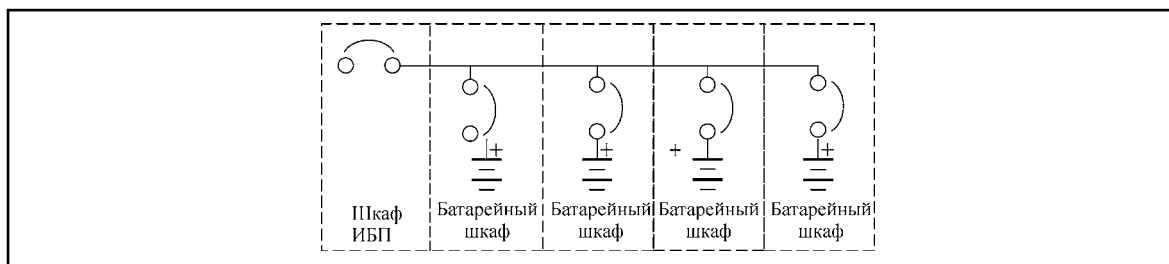 + + + +
Шкаф Батарейный Батарейный Батарейный Батарейный
ИБП шкаф шкаф шкаф шкаф